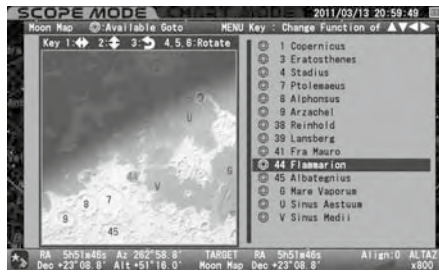 SCOPE MODE 2011/03/13 20:59:49
Moon Map ◎:Available Goto MENU Key : Change Function of ▲▼◀▶
Key 1: 2: 3: 4,5,6:Rotate
◎ 1 Copernicus
◎ 3 Eratosthenes
◎ 4 Stadius
◎ 7 Ptolemaeus
◎ 8 Alphonsus
◎ 9 Arzachel
◎ 38 Reinhold
◎ 39 Lansberg
◎ 41 Fra Mauro
◎ 44 Flammarion
◎ 45 Albategnius
◎ G Mare Vaporum
◎ U Sinus Aestuum
◎ V Sinus Medii
3
U
G
44
V
7
8
9
45
RA 5h51m46s Az 262°58.8' TARGET RA 5h51m46s Align:0 ALTAZ
Dec +23°08.8' Alt +51°16.0' Moon Map Dec +23°08.8' x800